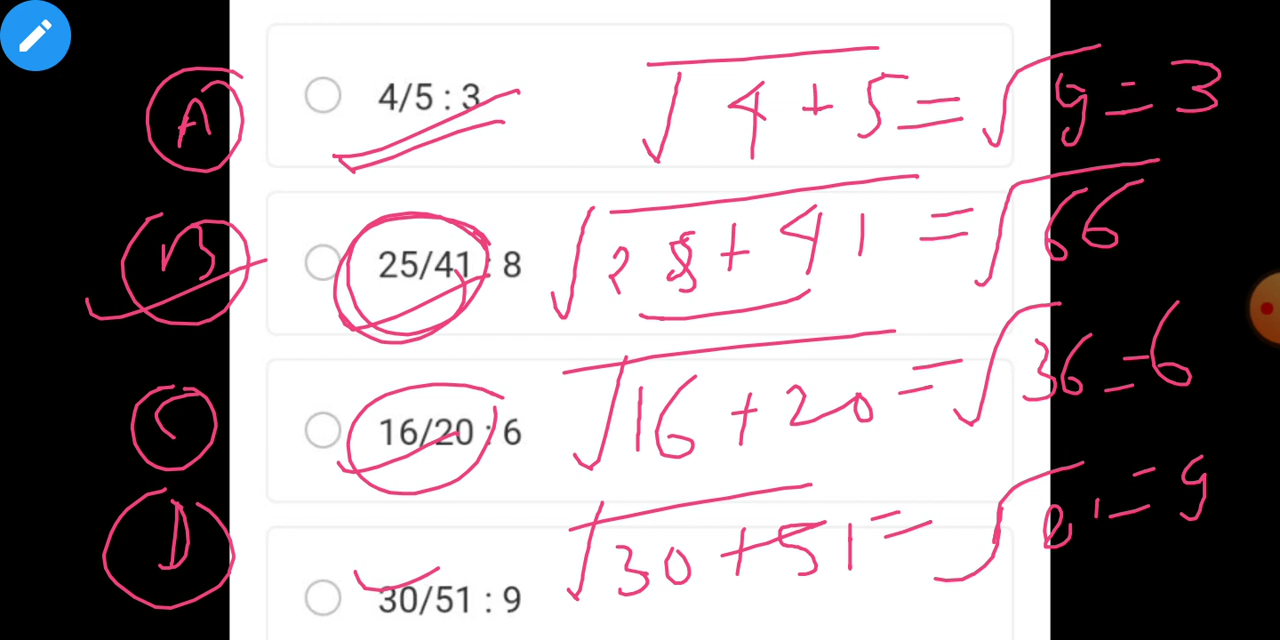 A 4/5 : 3 √4 + 5 = √9 = 3
B 25/41 : 8 √28 + 41 = √66
C 16/20 : 6 √16 + 20 = √36 = 6
D 30/51 : 9 √30 + 51 = √81 = 9